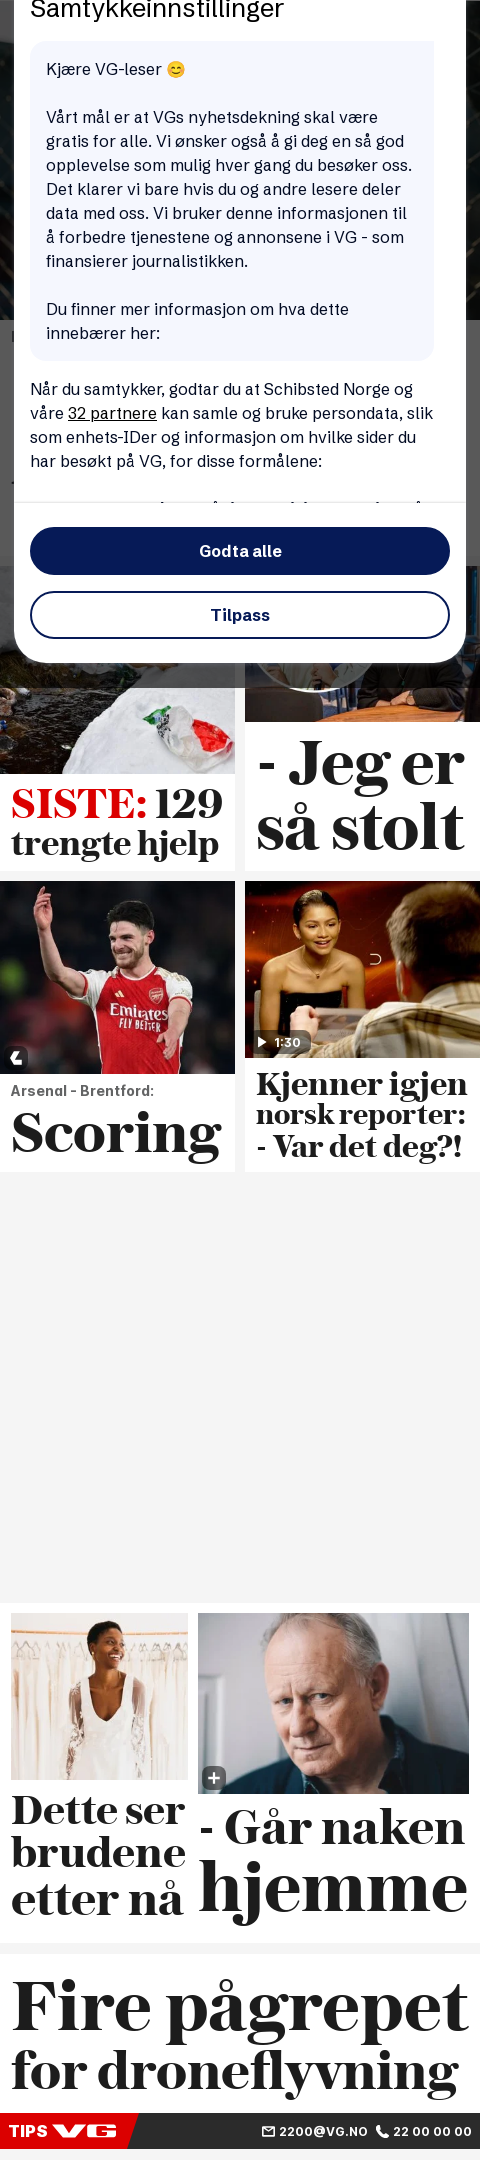 Samtykkeinnstillinger
Kjære VG-leser 😊
Vårt mål er at VGs nyhetsdekning skal være
gratis for alle. Vi ønsker også å gi deg en så god
opplevelse som mulig hver gang du besøker oss.
Det klarer vi bare hvis du og andre lesere deler
data med oss. Vi bruker denne informasjonen til
å forbedre tjenestene og annonsene i VG - som
finansierer journalistikken.
Du finner mer informasjon om hva dette
innebærer her:
Når du samtykker, godtar du at Schibsted Norge og
våre 32 partnere kan samle og bruke persondata, slik
som enhets-IDer og informasjon om hvilke sider du
har besøkt på VG, for disse formålene:
Godta alle
Tilpass
SISTE: 129
trengte hjelp
- Jeg er
så stolt
Emirates
FLY BETTER
Arsenal - Brentford:
Scoring
1:30
Kjenner igjen
norsk reporter:
- Var det deg?!
Dette ser
brudene
etter nå
- Går naken
hjemme
Fire pågrepet
for droneflyvning
TIPS VG
2200@VG.NO
22 00 00 00